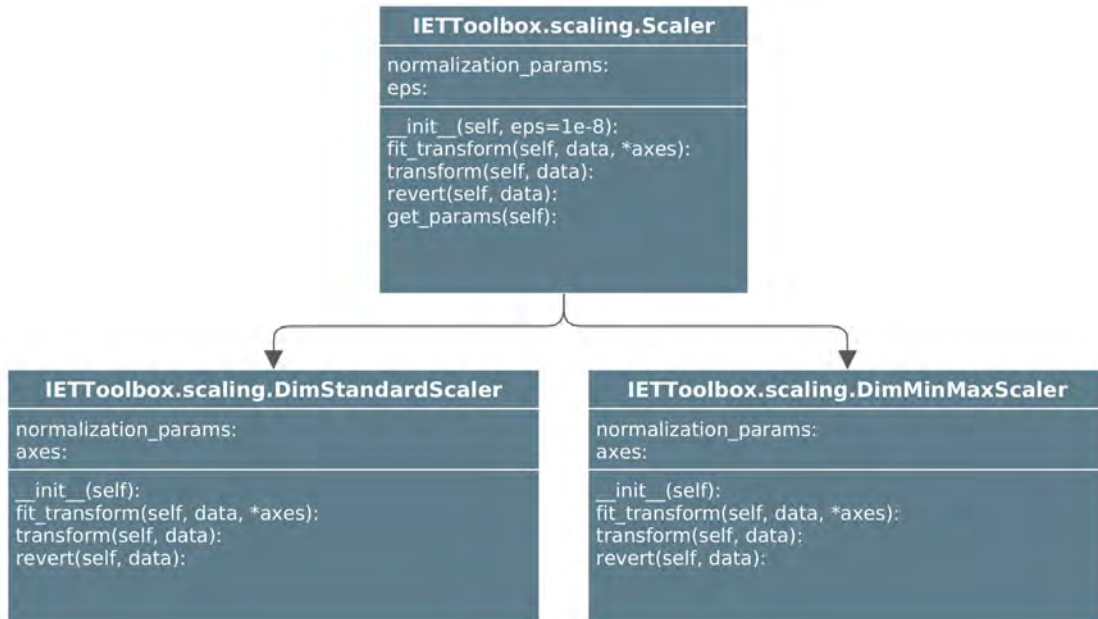 IETToolbox.scaling.Scaler
normalization_params:
eps:
__init__(self, eps=1e-8):
fit_transform(self, data, *axes):
transform(self, data):
revert(self, data):
get_params(self):
IETToolbox.scaling.DimStandardScaler
normalization_params:
axes:
__init__(self):
fit_transform(self, data, *axes):
transform(self, data):
revert(self, data):
IETToolbox.scaling.DimMinMaxScaler
normalization_params:
axes:
__init__(self):
fit_transform(self, data, *axes):
transform(self, data):
revert(self, data):